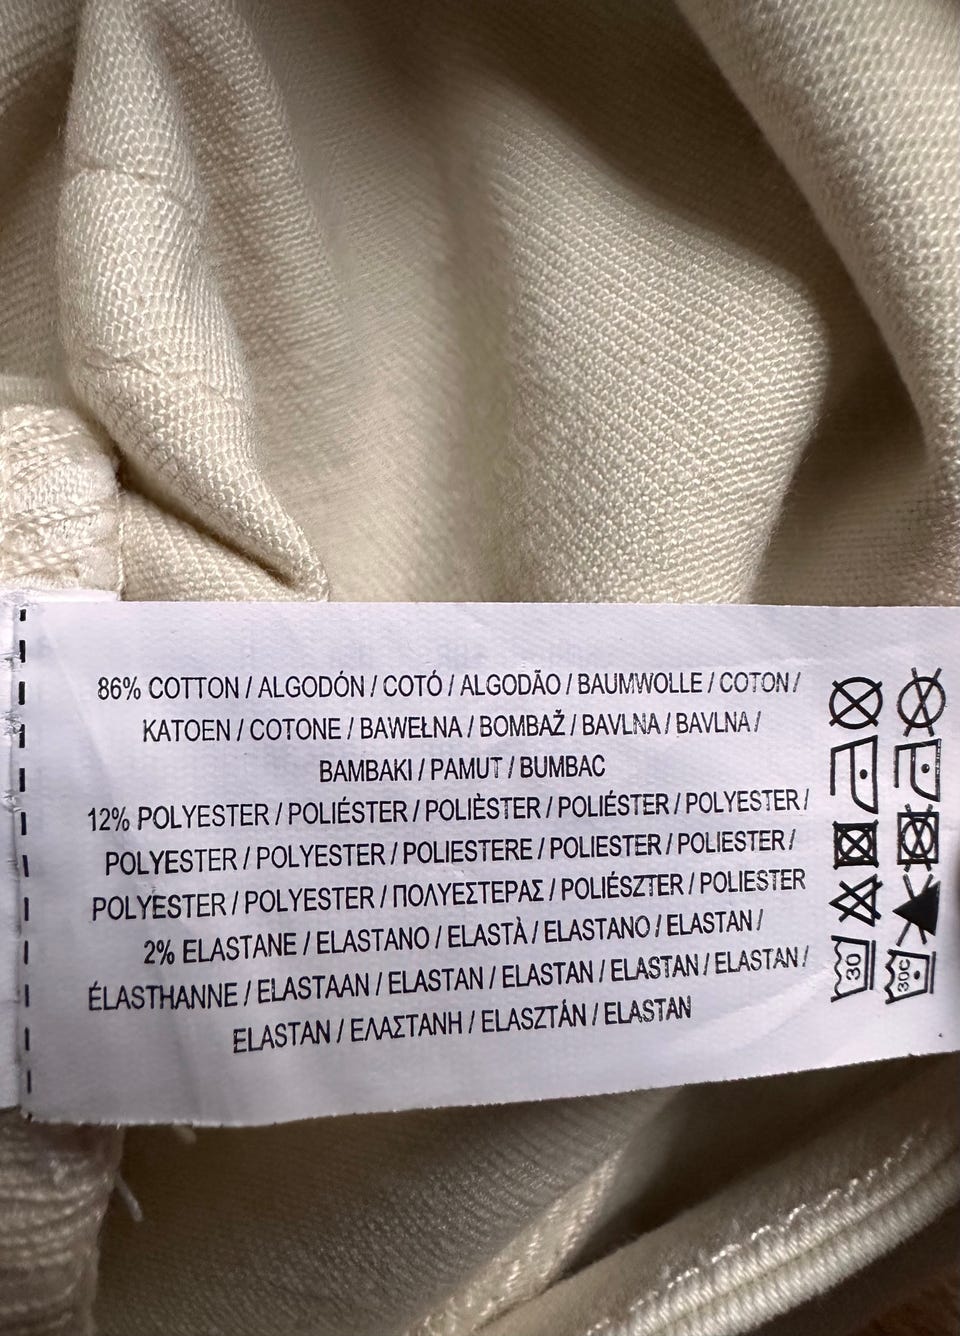 86% COTTON / ALGODÓN / COTÓ / ALGODÃO / BAUMWOLLE / COTON /
KATOEN / COTONE / BAWEŁNA / BOMBAŽ / BAVLNA / BAVLNA /
BAMBAKI / PAMUT / BUMBAC
12% POLYESTER / POLIÉSTER / POLIÈSTER / POLIÉSTER / POLYESTER /
POLYESTER / POLYESTER / POLIESTERE / POLIESTER / POLIESTER /
POLYESTER / POLYESTER / ΠΟΛΥΕΣΤΕΡΑΣ / POLIÉSZTER / POLIESTER
2% ELASTANE / ELASTANO / ELASTÀ / ELASTANO / ELASTAN /
ÉLASTHANNE / ELASTAAN / ELASTAN / ELASTAN / ELASTAN / ELASTAN /
ELASTAN / ΕΛΑΣΤΑΝΗ / ELASZTÁN / ELASTAN
30
30C